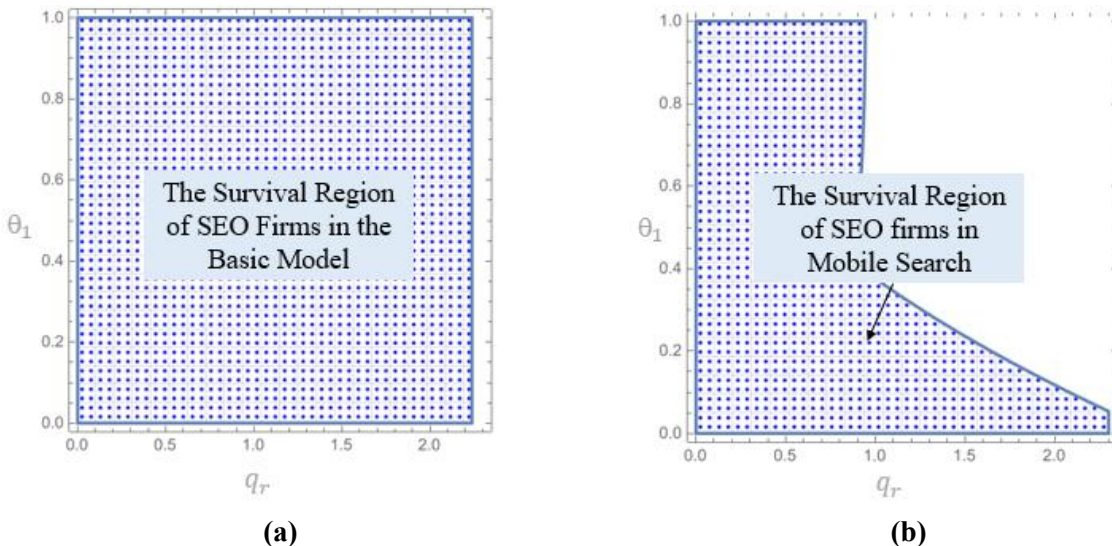 1.0
0.8
0.6
0.4
0.2
0.0
θ1
The Survival Region
of SEO Firms in the
Basic Model
0.0 0.5 1.0 1.5 2.0
qr
(a)
1.0
0.8
0.6
0.4
0.2
0.0
θ1
The Survival Region
of SEO firms in
Mobile Search
0.0 0.5 1.0 1.5 2.0
qr
(b)